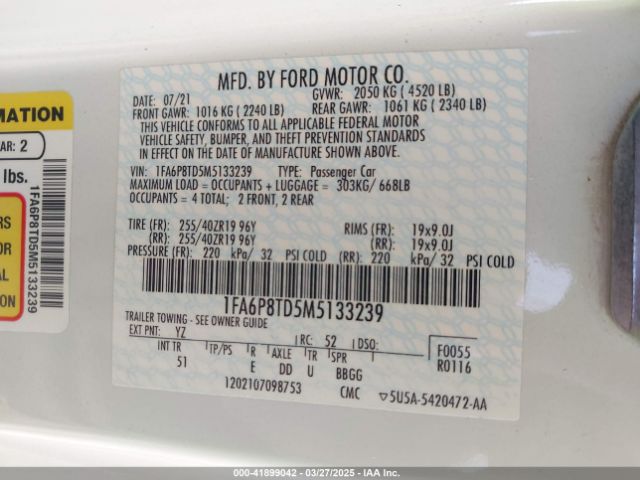 MFD. BY FORD MOTOR CO.
DATE: 07/21 GVWR: 2050 KG ( 4520 LB)
FRONT GAWR: 1016 KG ( 2240 LB) REAR GAWR: 1061 KG ( 2340 LB)
THIS VEHICLE CONFORMS TO ALL APPLICABLE FEDERAL MOTOR
VEHICLE SAFETY, BUMPER, AND THEFT PREVENTION STANDARDS
IN EFFECT ON THE DATE OF MANUFACTURE SHOWN ABOVE.
VIN: 1FA6P8TD5M5133239 TYPE: Passenger Car
MAXIMUM LOAD = OCCUPANTS + LUGGAGE = 303KG/ 668LB
OCCUPANTS = 4 TOTAL; 2 FRONT, 2 REAR
TIRE (FR): 255/40ZR19 96Y RIMS (FR): 19x9.0J
(RR): 255/40ZR19 96Y (RR): 19x9.0J
PRESSURE (FR): 220 kPa/ 32 PSI COLD (RR): 220 kPa/ 32 PSI COLD
1FA6P8TD5M5133239
TRAILER TOWING - SEE OWNER GUIDE
EXT PNT: YZ RC: 52 DSO: F0055
INT TR TP/PS R AXLE TR SPR R0116
51 E DD U BBGG
1202107098753 CMC ▽5U5A-5420472-AA
MATION
AR: 2
lbs.
RS
OR
AL
S
1FA6P8TD5M5133239
STOCK: 41899042 | 03/27/2025 | IAA Inc.